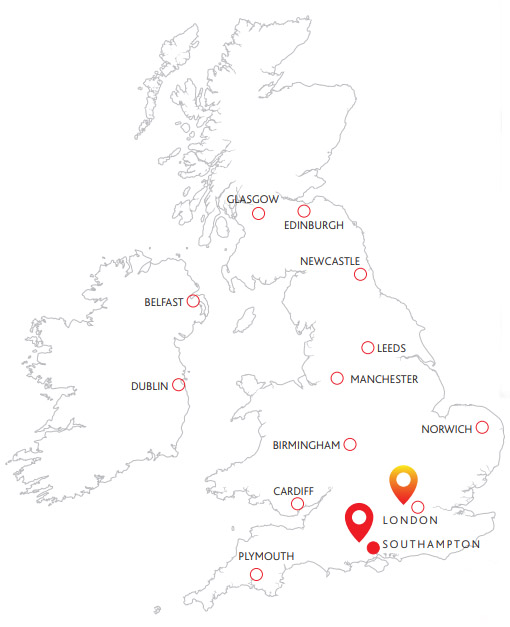 GLASGOW
EDINBURGH
NEWCASTLE
BELFAST
LEEDS
MANCHESTER
DUBLIN
NORWICH
BIRMINGHAM
CARDIFF
LONDON
SOUTHAMPTON
PLYMOUTH